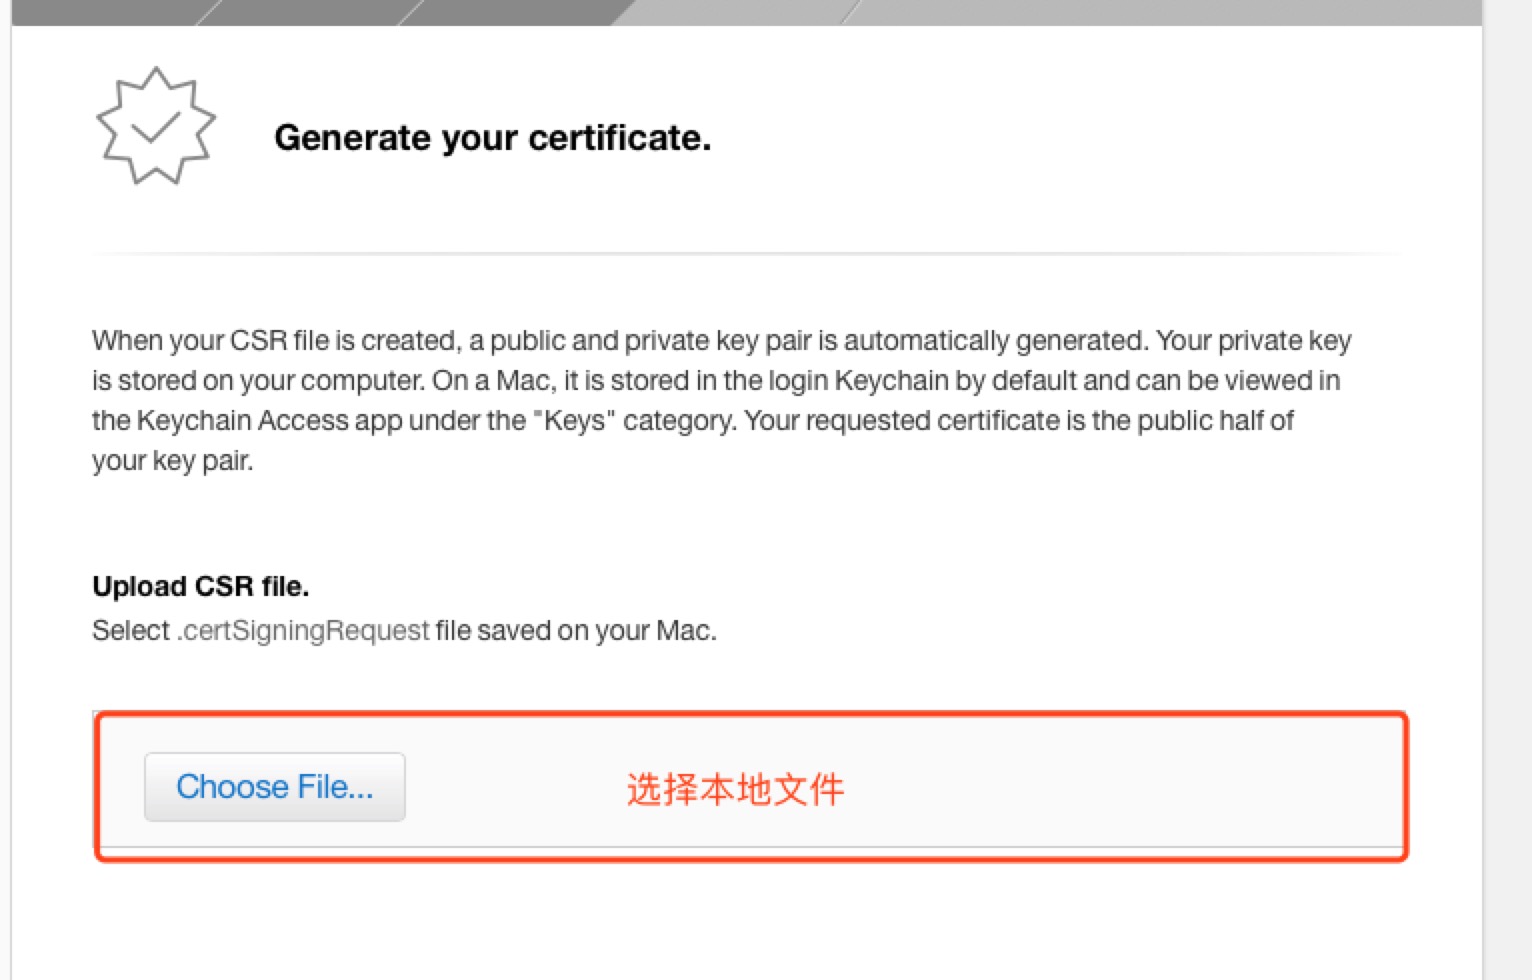 Generate your certificate.
When your CSR file is created, a public and private key pair is automatically generated. Your private key
is stored on your computer. On a Mac, it is stored in the login Keychain by default and can be viewed in
the Keychain Access app under the "Keys" category. Your requested certificate is the public half of
your key pair.
Upload CSR file.
Select .certSigningRequest file saved on your Mac.
Choose File... 选择本地文件